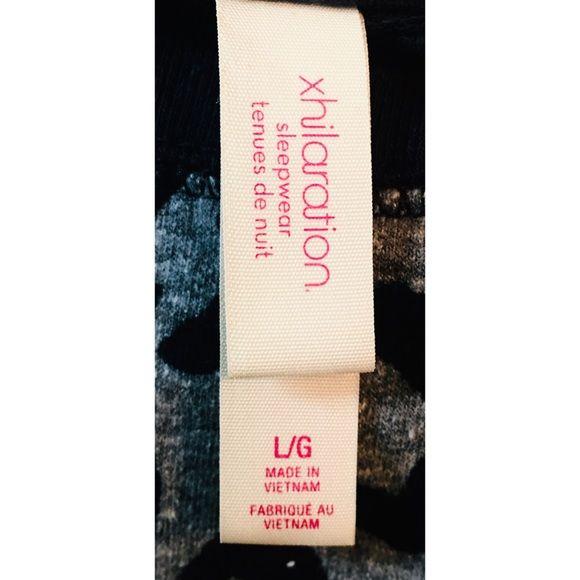 xhilaration.
sleepwear
tenues de nuit
L/G
MADE IN
VIETNAM
FABRIQUÉ AU
VIETNAM